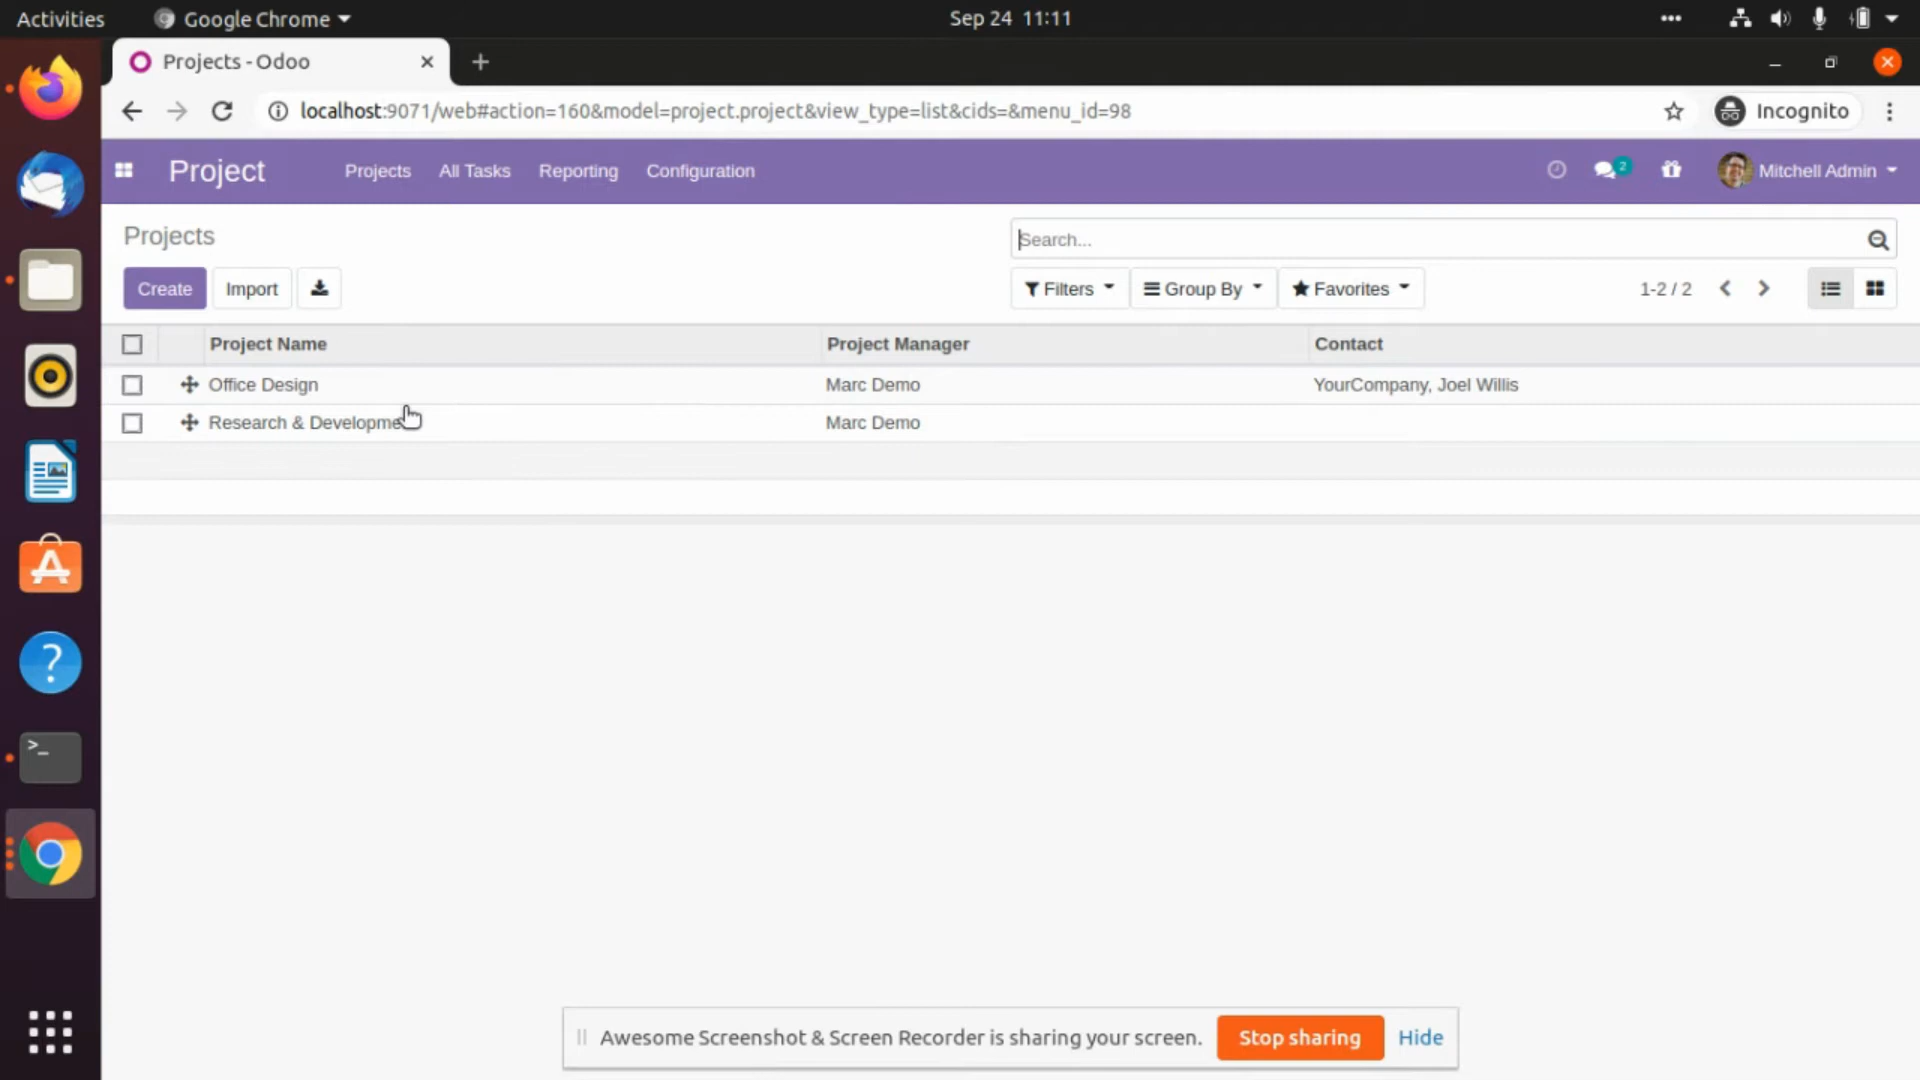 Activities Google Chrome Sep 24 11:11
Projects - Odoo
localhost:9071/web#action=160&model=project.project&view_type=list&cids=&menu_id=98 Incognito
Project Projects All Tasks Reporting Configuration 2 Mitchell Admin
Projects Search...
Create Import Filters Group By Favorites 1-2 / 2
Project Name Project Manager Contact
Office Design Marc Demo YourCompany, Joel Willis
Research & Developme Marc Demo
Awesome Screenshot & Screen Recorder is sharing your screen. Stop sharing Hide